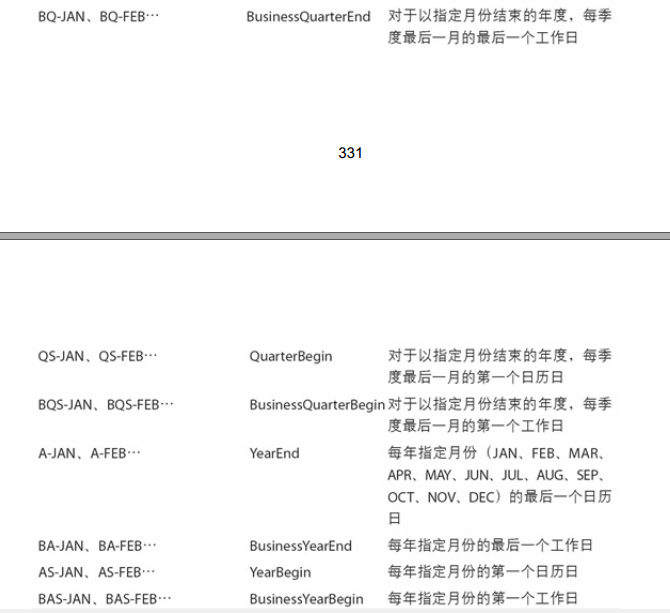 BQ-JAN、BQ-FEB… BusinessQuarterEnd 对于以指定月份结束的年度，每季
度最后一月的最后一个工作日
331
QS-JAN、QS-FEB… QuarterBegin 对于以指定月份结束的年度，每季
度最后一月的第一个日历日
BQS-JAN、BQS-FEB… BusinessQuarterBegin 对于以指定月份结束的年度，每季
度最后一月的第一个工作日
A-JAN、A-FEB… YearEnd 每年指定月份（JAN、FEB、MAR、
APR、MAY、JUN、JUL、AUG、SEP、
OCT、NOV、DEC）的最后一个日历
日
BA-JAN、BA-FEB… BusinessYearEnd 每年指定月份的最后一个工作日
AS-JAN、AS-FEB… YearBegin 每年指定月份的第一个日历日
BAS-JAN、BAS-FEB… BusinessYearBegin 每年指定月份的第一个工作日